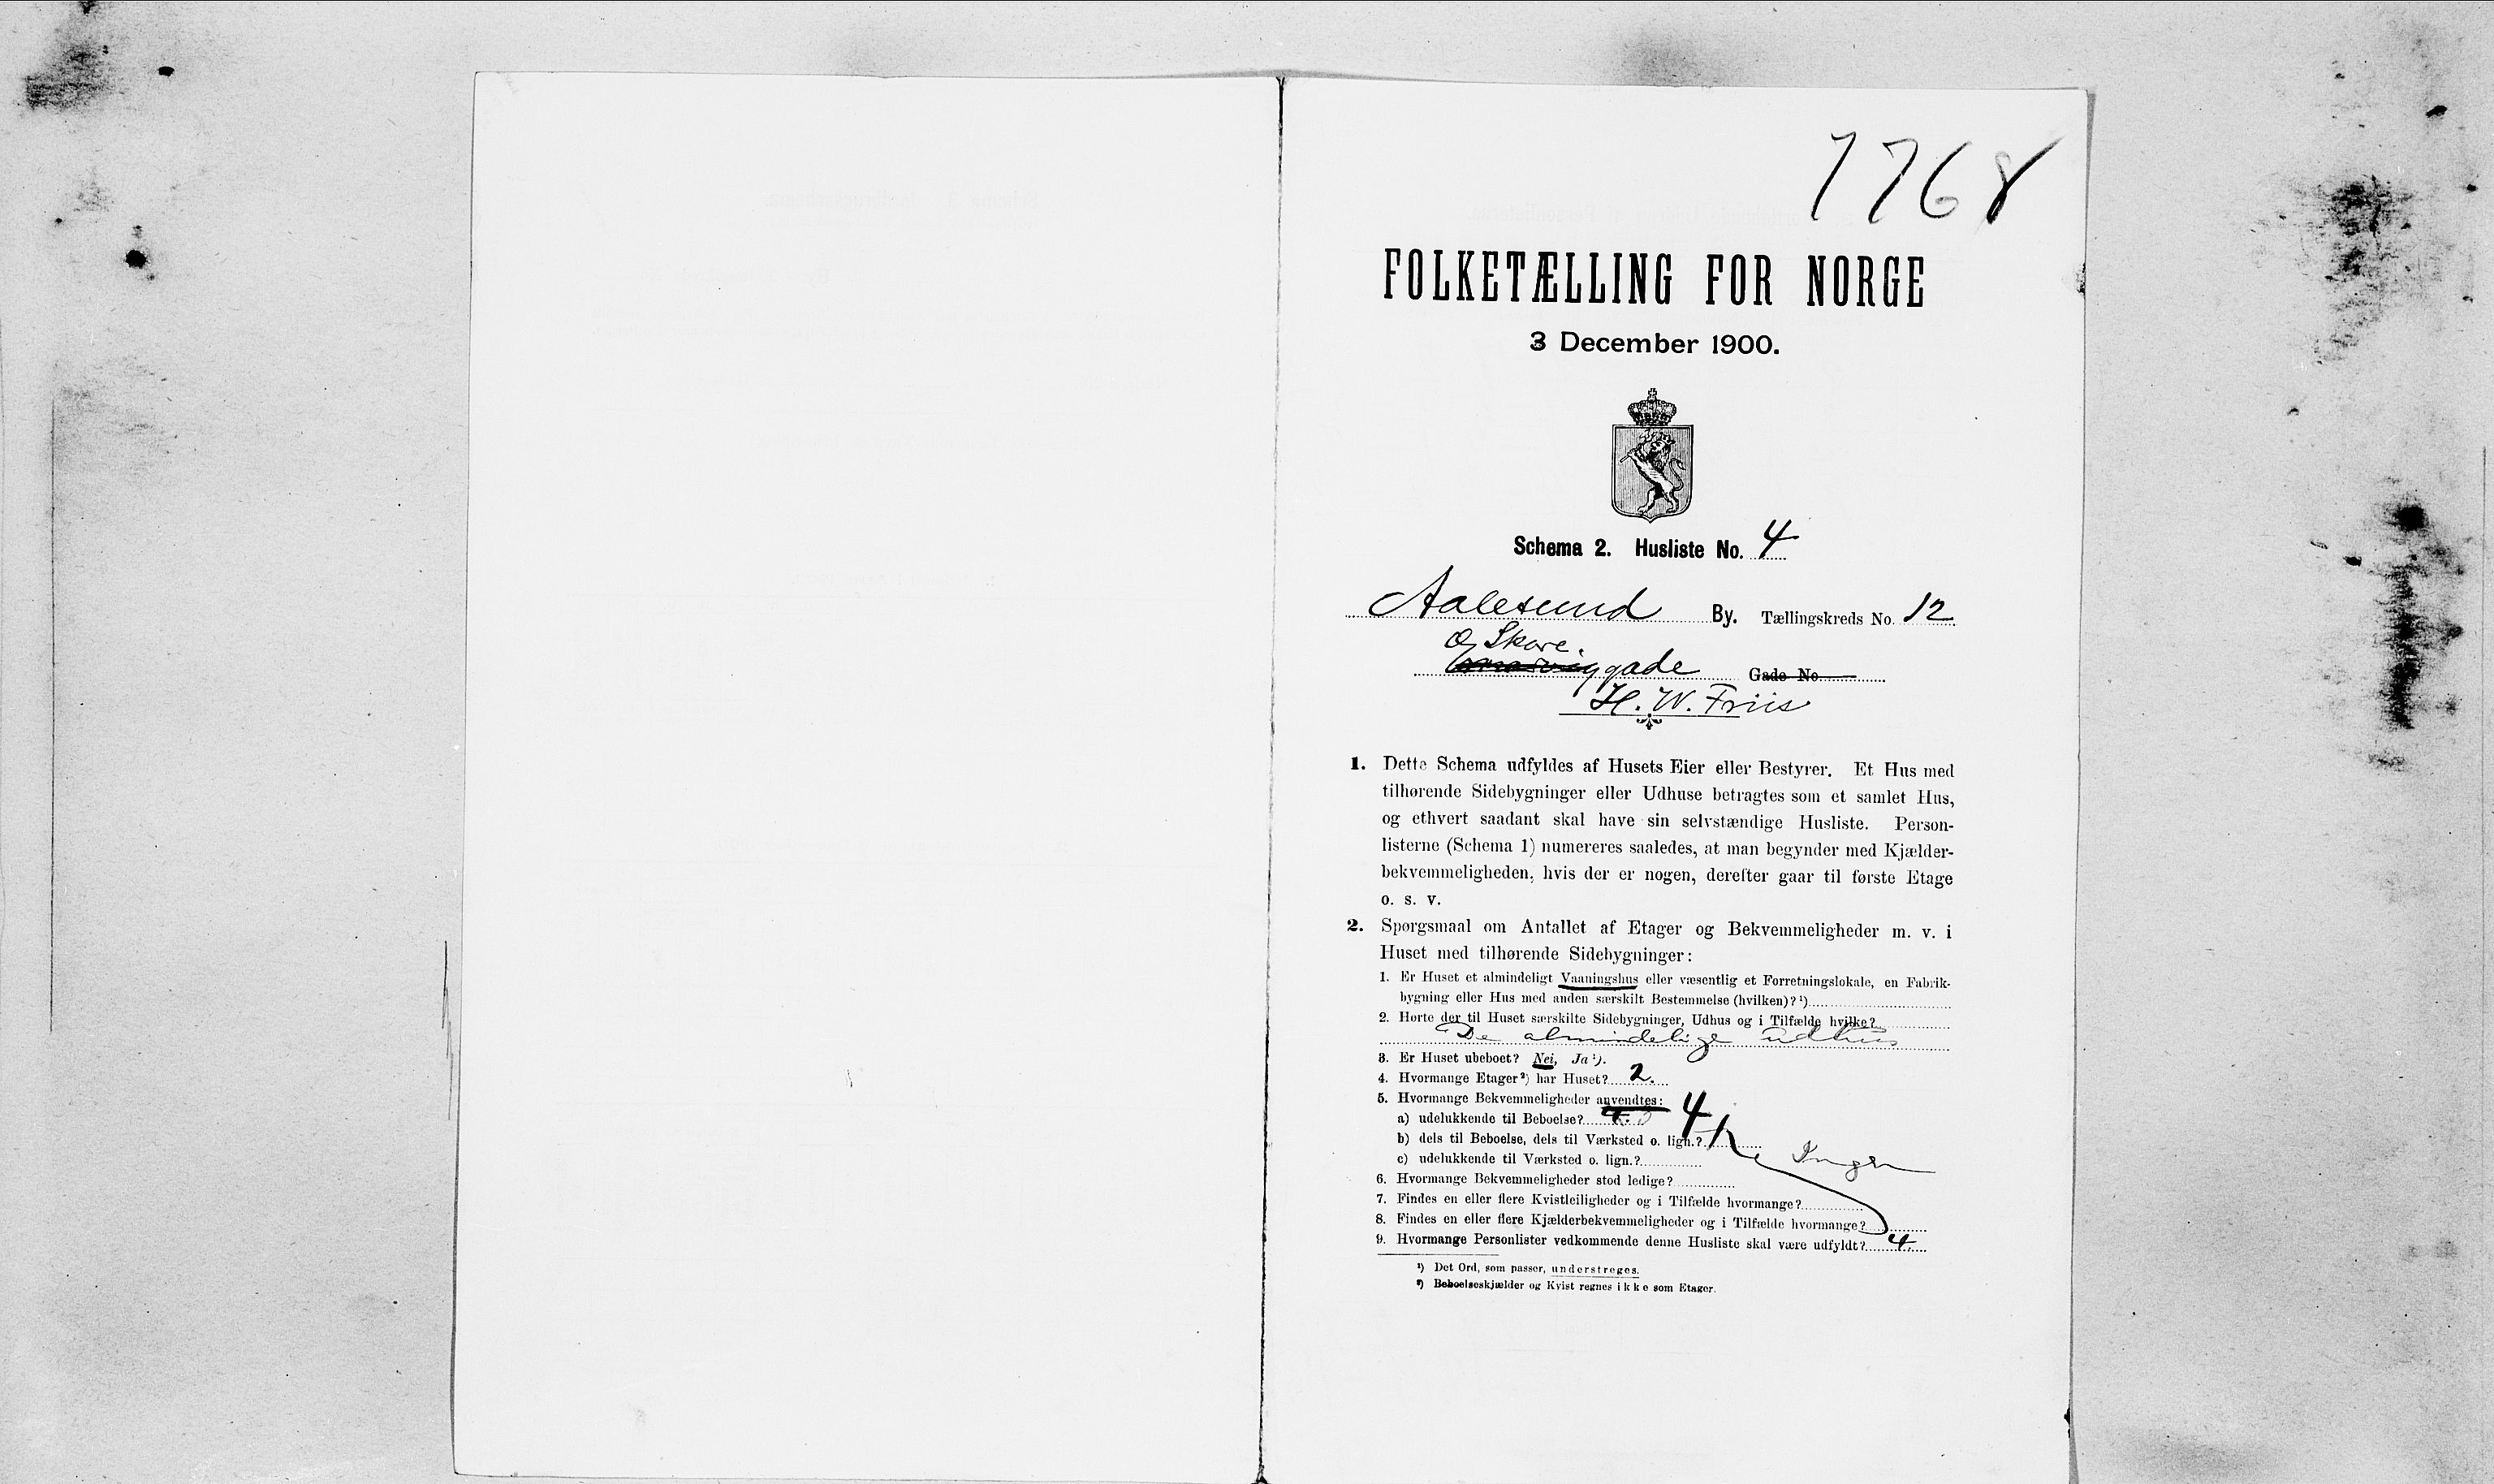 1768
FOLKETÆLLING FOR NORGE
3 December 1900.
Schema 2. Husliste No. 4
Aalesund By. Tællingskreds No. 12
O. Skare.
gade Gade No.
H. W. Friis
1. Dette Schema udfyldes af Husets Eier eller Bestyrer. Et Hus med
tilhørende Sidebygninger eller Udhuse betragtes som et samlet Hus,
og ethvert saadant skal have sin selvstændige Husliste. Person-
listerne (Schema 1) numereres saaledes, at man begynder med Kjælder-
bekvemmeligheden, hvis der er nogen, derefter gaar til første Etage
o. s. v.
2. Spørgsmaal om Antallet af Etager og Bekvemmeligheder m. v. i
Huset med tilhørende Sidebygninger:
1. Er Huset et almindeligt Vaaningshus eller væsentlig et Forretningslokale, en Fabrik-
bygning eller Hus med anden særskilt Bestemmelse (hvilken)?¹)
2. Hørte der til Huset særskilte Sidebygninger, Udhus og i Tilfælde hvilke?
De almindelige udhus
3. Er Huset ubeboet? Nei, Ja¹).
4. Hvormange Etager²) har Huset? 2.
5. Hvormange Bekvemmeligheder anvendtes:
a) udelukkende til Beboelse? 4
b) dels til Beboelse, dels til Værksted o. lign.?
c) udelukkende til Værksted o. lign.? Ingen
6. Hvormange Bekvemmeligheder stod ledige?
7. Findes en eller flere Kvistleiligheder og i Tilfælde hvormange?
8. Findes en eller flere Kjælderbekvemmeligheder og i Tilfælde hvormange?
9. Hvormange Personlister vedkommende denne Husliste skal være udfyldt? 4.
¹) Det Ord, som passer, understreges.
²) Beboelseskjælder og Kvist regnes ikke som Etager.